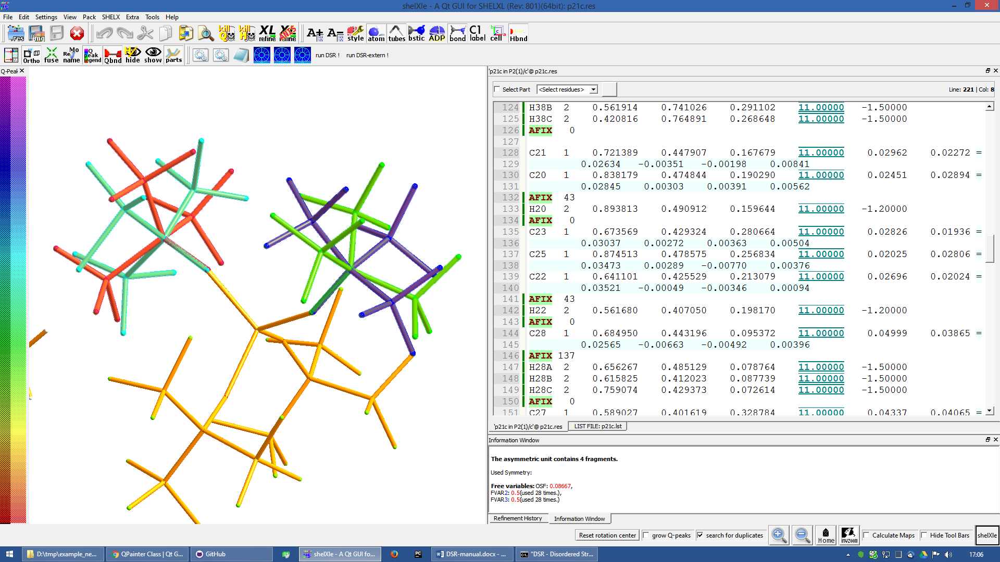 shelXle - A Qt GUI for SHELXL (Rev: 801)(64bit): p21c.res
File Edit Settings View Pack SHELX Extra Tools Help
.res img kill Q kill H XL refine refine A+ A- style atom tubes bstic ADP bond C1 label cell Hbnd
Ortho fuse ReMo name Q peak legend Qbnd hide show parts run DSR ! run DSR-extern !
Q-Peal
'p21c in P2(1)/c'@ p21c.res
Select Part <Select residues> Line: 221 | Col: 8
124 H38B 2 0.561914 0.741026 0.291102 11.00000 -1.50000
125 H38C 2 0.420816 0.764891 0.268648 11.00000 -1.50000
126 AFIX 0
127
128 C21 1 0.721389 0.447907 0.167679 11.00000 0.02962 0.02272 =
129 0.02634 -0.00351 -0.00198 0.00841
130 C20 1 0.838179 0.474844 0.190290 11.00000 0.02451 0.02894 =
131 0.02845 0.00303 0.00391 0.00562
132 AFIX 43
133 H20 2 0.893813 0.490912 0.159644 11.00000 -1.20000
134 AFIX 0
135 C23 1 0.673569 0.429324 0.280664 11.00000 0.02826 0.01936 =
136 0.03037 0.00272 0.00363 0.00504
137 C25 1 0.874513 0.478575 0.256834 11.00000 0.02025 0.02806 =
138 0.03473 0.00289 -0.00770 0.00376
139 C22 1 0.641101 0.425529 0.213079 11.00000 0.02696 0.02024 =
140 0.03521 -0.00049 -0.00346 0.00094
141 AFIX 43
142 H22 2 0.561680 0.407050 0.198170 11.00000 -1.20000
143 AFIX 0
144 C28 1 0.684950 0.443196 0.095372 11.00000 0.04999 0.03865 =
145 0.02565 -0.00663 -0.00492 0.00396
146 AFIX 137
147 H28A 2 0.656267 0.485129 0.078764 11.00000 -1.50000
148 H28B 2 0.615825 0.412023 0.087739 11.00000 -1.50000
149 H28C 2 0.759074 0.429373 0.072614 11.00000 -1.50000
150 AFIX 0
151 C27 1 0.589027 0.401619 0.328784 11.00000 0.04337 0.04065 =
'p21c in P2(1)/c'@ p21c.res LIST FILE: p21c.lst
Information Window
The asymmetric unit contains 4 fragments.
Used Symmetry:
Free variables: OSF: 0.08667,
FVAR2: 0.5(used 28 times.),
FVAR3: 0.5(used 28 times.)
Refinement History Information Window
Reset rotation center grow Q-peaks search for duplicates Home invzoom Calculate Maps Hide Tool Bars shelXle
D:\tmp\example_ne... QPainter Class | Qt G... GitHub shelXle - A Qt GUI fo... PC DSR-manual.docx - ... "DSR - Disordered Str... 17:06